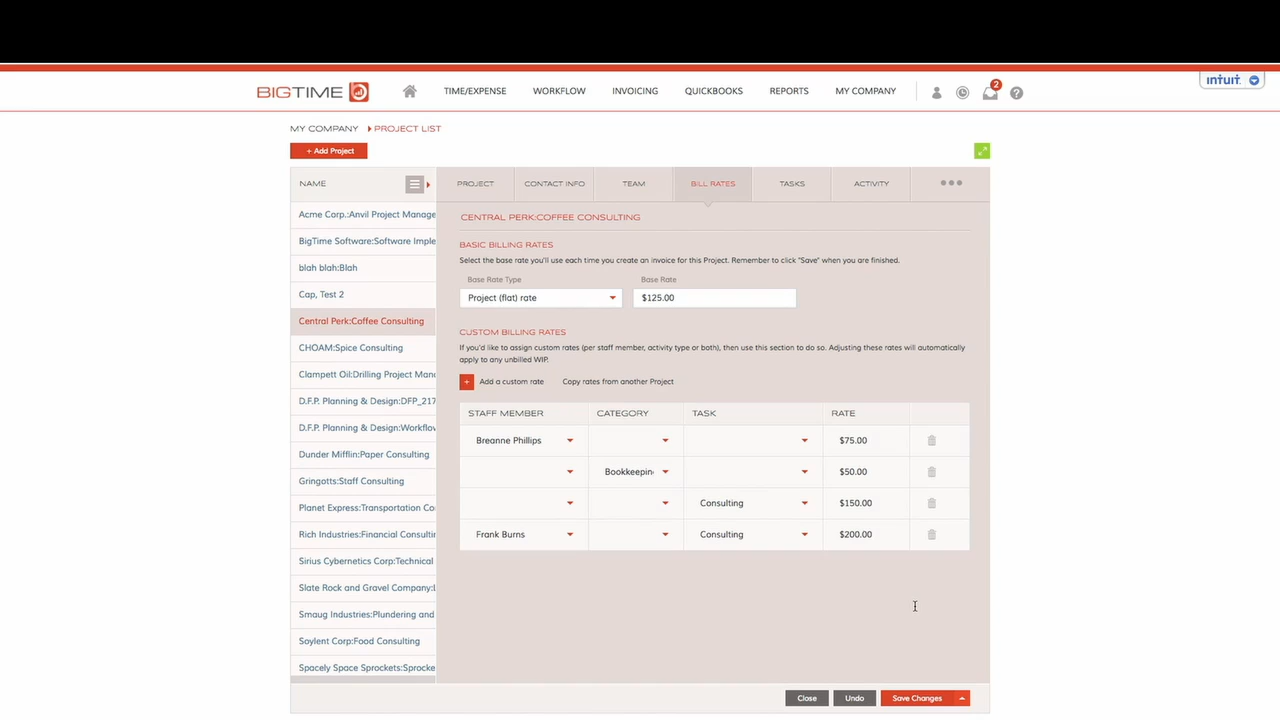 intuit.
BIGTIME
TIME/EXPENSE WORKFLOW INVOICING QUICKBOOKS REPORTS MY COMPANY 2 ?
MY COMPANY PROJECT LIST
+ Add Project
NAME
PROJECT CONTACT INFO TEAM BILL RATES TASKS ACTIVITY
Acme Corp.:Anvil Project Manage
BigTime Software:Software Imple
blah blah:Blah
Cap, Test 2
Central Perk:Coffee Consulting
CHOAM:Spice Consulting
Clampett Oil:Drilling Project Man
D.F.P. Planning & Design:DFP_217
D.F.P. Planning & Design:Workflow
Dunder Mifflin:Paper Consulting
Gringotts:Staff Consulting
Planet Express:Transportation Co
Rich Industries:Financial Consultin
Sirius Cybernetics Corp:Technical
Slate Rock and Gravel Company:
Smaug Industries:Plundering and
Soylent Corp:Food Consulting
Spacely Space Sprockets:Sprocke
CENTRAL PERK:COFFEE CONSULTING
BASIC BILLING RATES
Select the base rate you'll use each time you create an invoice for this Project. Remember to click "Save" when you are finished.
Base Rate Type Base Rate
Project (flat) rate $125.00
CUSTOM BILLING RATES
If you'd like to assign custom rates (per staff member, activity type or both), then use this section to do so. Adjusting these rates will automatically
apply to any unbilled WIP.
+ Add a custom rate Copy rates from another Project
STAFF MEMBER CATEGORY TASK RATE
Breanne Phillips $75.00
Bookkeepin $50.00
Consulting $150.00
Frank Burns Consulting $200.00
Close Undo Save Changes